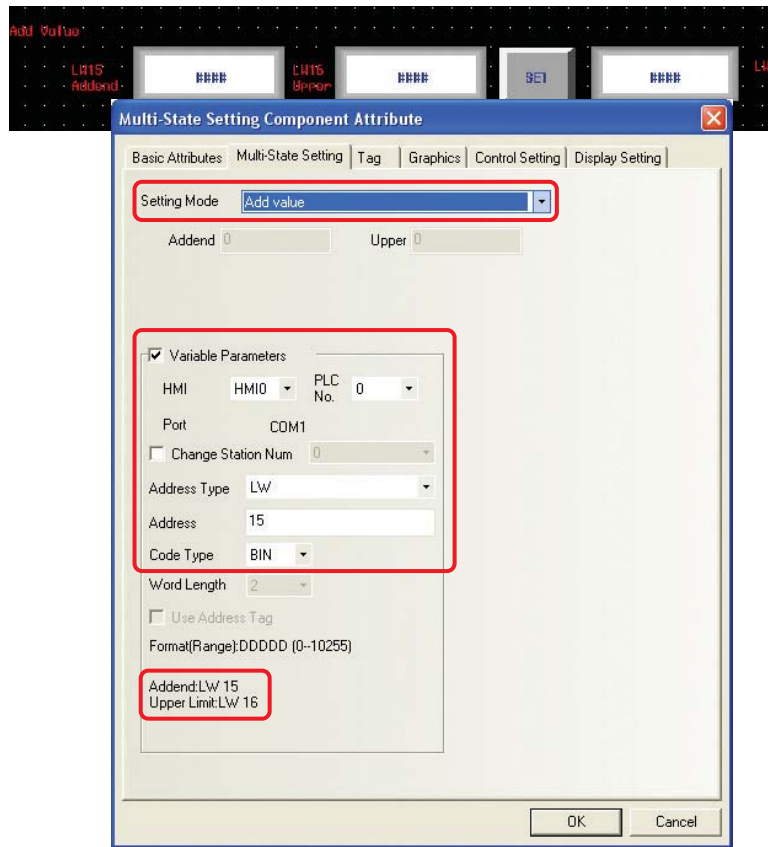 Add Value
LW15
Addend
####
LW16
Upper
####
SET
####
Multi-State Setting Component Attribute
Basic Attributes Multi-State Setting Tag Graphics Control Setting Display Setting
Setting Mode Add value
Addend 0 Upper 0
Variable Parameters
HMI HMI0 PLC No. 0
Port COM1
Change Station Num 0
Address Type LW
Address 15
Code Type BIN
Word Length 2
Use Address Tag
Format(Range):DDDDD (0--10255)
Addend:LW 15
Upper Limit:LW 16
OK Cancel